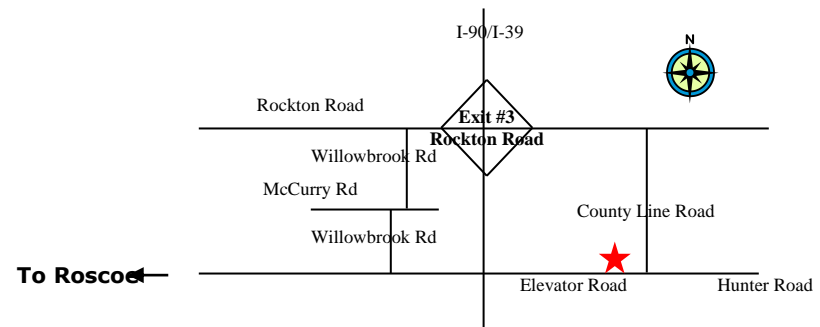 I-90/I-39
N
Rockton Road
Exit #3
Rockton Road
Willowbrook Rd
McCurry Rd
County Line Road
Willowbrook Rd
To Roscoe
Elevator Road
Hunter Road